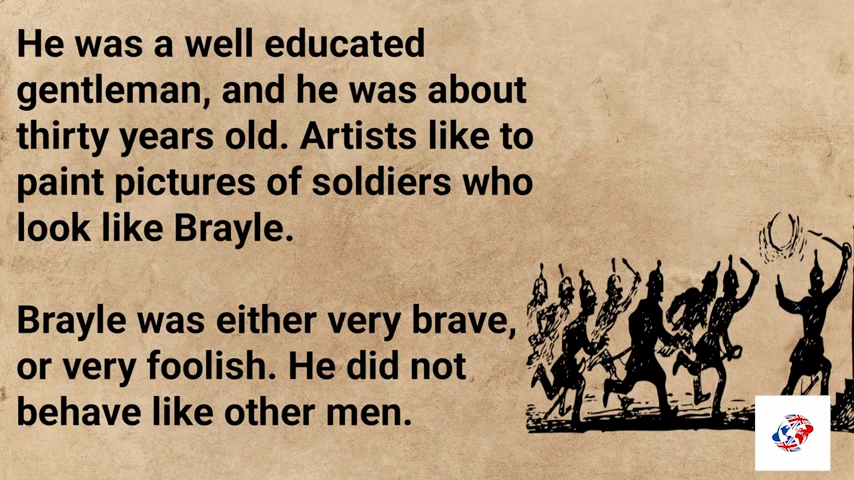 He was a well educated
gentleman, and he was about
thirty years old. Artists like to
paint pictures of soldiers who
look like Brayle.
Brayle was either very brave,
or very foolish. He did not
behave like other men.